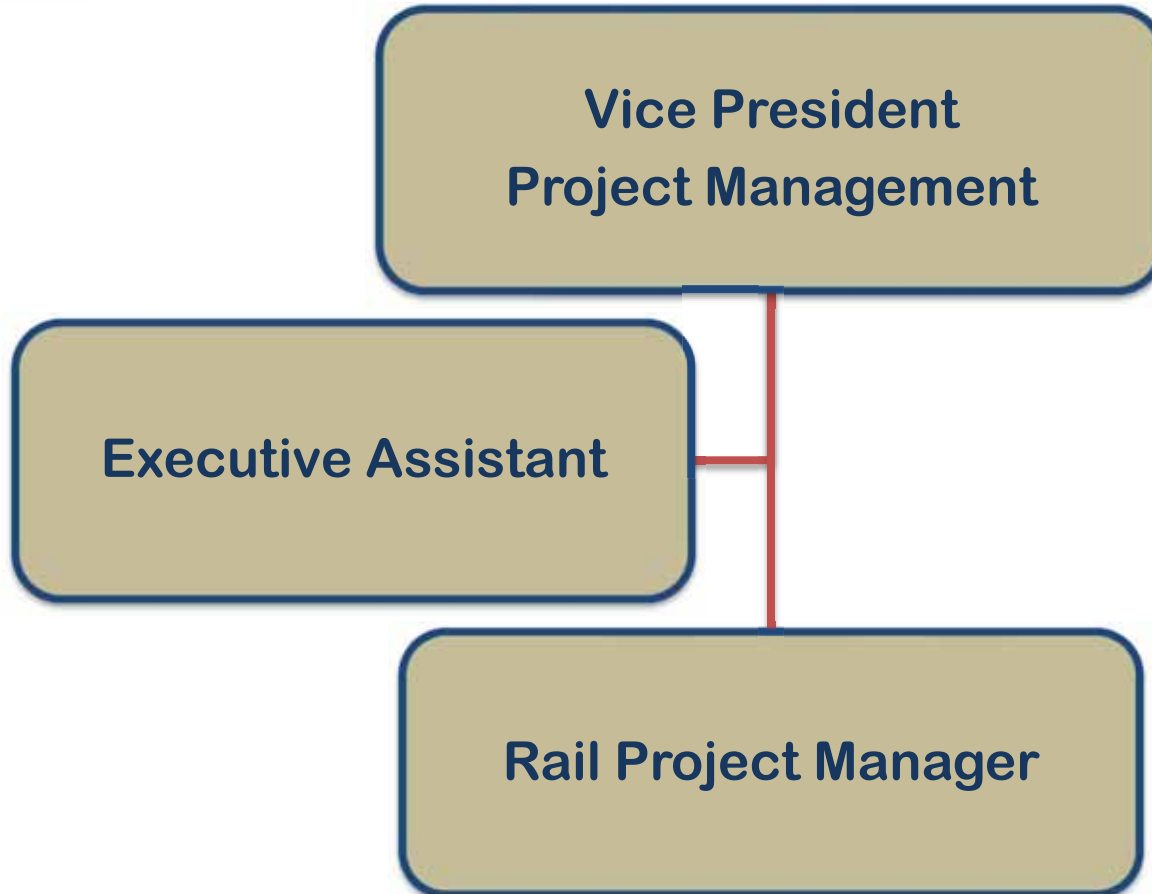 Vice President
Project Management
Executive Assistant
Rail Project Manager